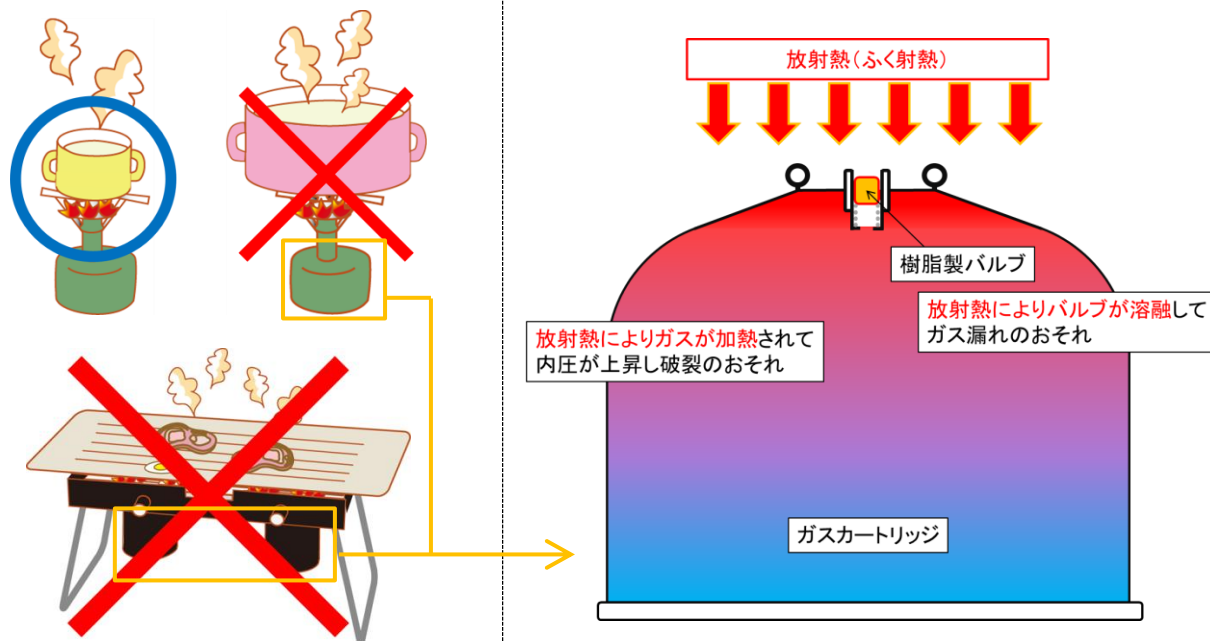 放射熱(ふく射熱)
樹脂製バルブ
放射熱によりガスが加熱されて
内圧が上昇し破裂のおそれ
放射熱によりバルブが溶融して
ガス漏れのおそれ
ガスカートリッジ